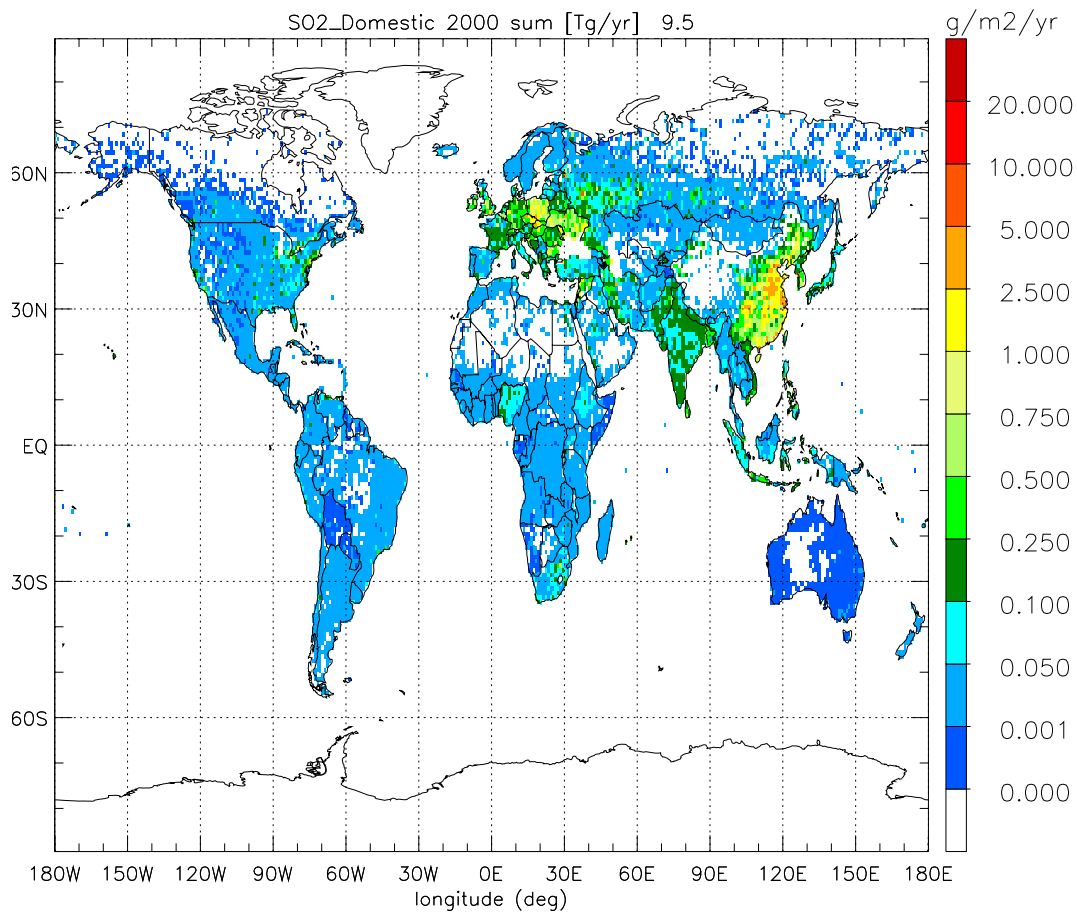 SO2_Domestic 2000 sum [Tg/yr] 9.5
g/m2/yr
20.000
10.000
5.000
2.500
1.000
0.750
0.500
0.250
0.100
0.050
0.001
0.000
60N
30N
EQ
30S
60S
180W 150W 120W 90W 60W 30W 0E 30E 60E 90E 120E 150E 180E
longitude (deg)